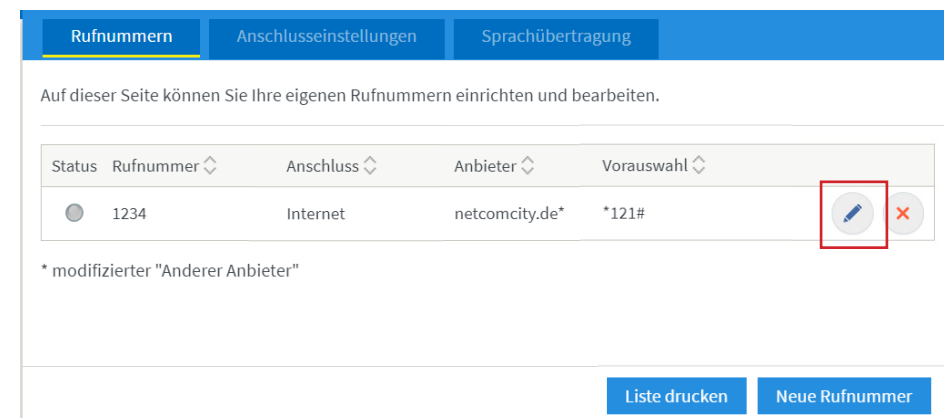 Rufnummern Anschlusseinstellungen Sprachübertragung
Auf dieser Seite können Sie Ihre eigenen Rufnummern einrichten und bearbeiten.
Status Rufnummer Anschluss Anbieter Vorauswahl
1234 Internet netcomcity.de* *121#
* modifizierter "Anderer Anbieter"
Liste drucken Neue Rufnummer